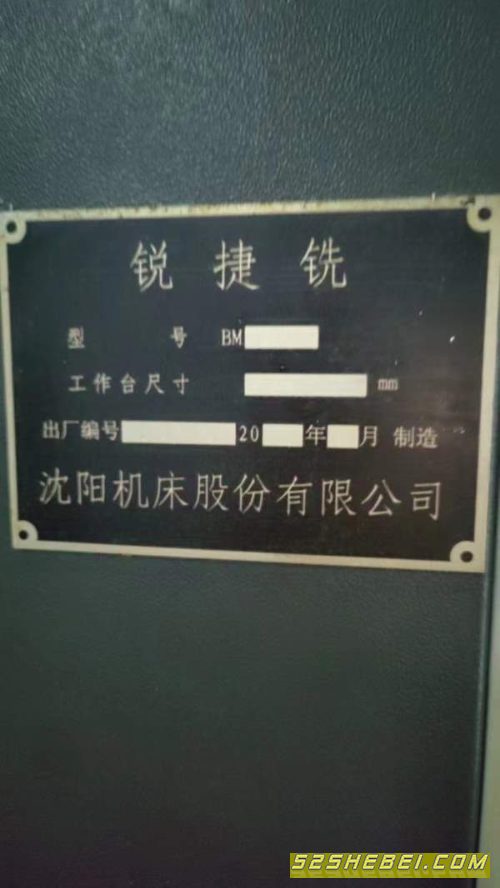 锐捷铣
型 号 BM
工作台尺寸 mm
出厂编号 20 年 月 制造
沈阳机床股份有限公司
52SHEBEI.COM